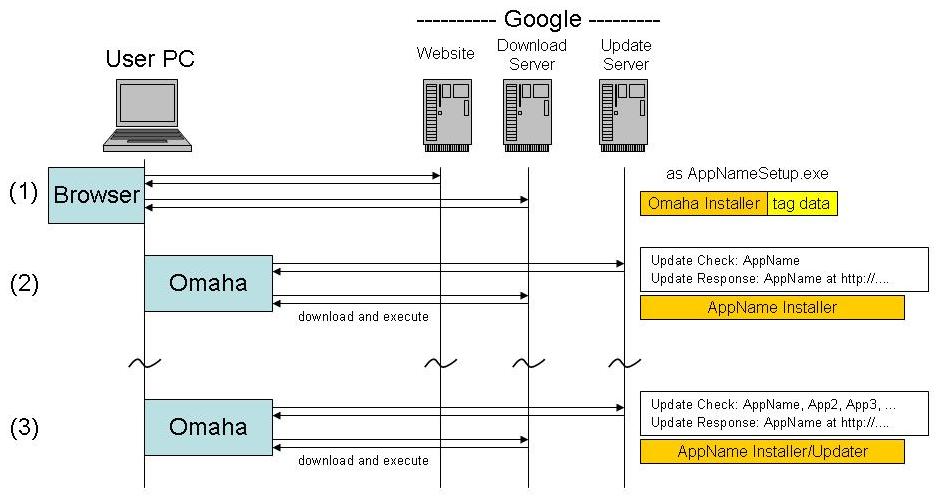 ---------- Google ---------
User PC
Website
Download
Server
Update
Server
(1)
Browser
as AppNameSetup.exe
Omaha Installer
tag data
(2)
Omaha
Update Check: AppName
Update Response: AppName at http://....
AppName Installer
download and execute
(3)
Omaha
Update Check: AppName, App2, App3, ...
Update Response: AppName at http://....
AppName Installer/Updater
download and execute